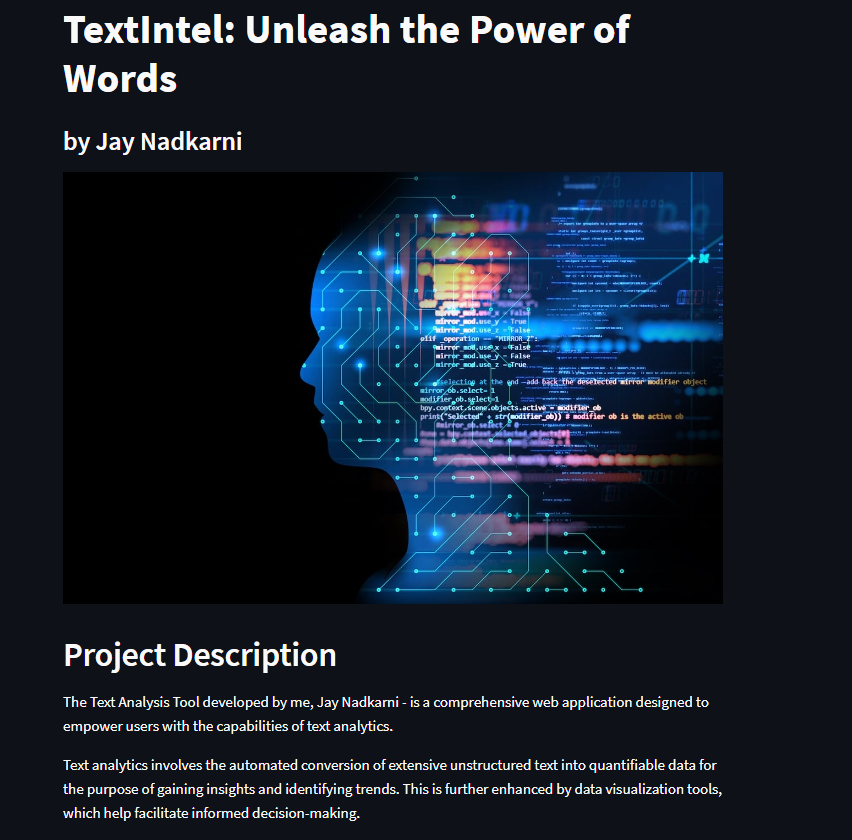 TextIntel: Unleash the Power of
Words
by Jay Nadkarni
mirror_mod.use_x = False
mirror_mod.use_y = True
mirror_mod.use_z = False
elif _operation == "MIRROR_Z":
mirror_mod.use_x = False
mirror_mod.use_y = False
mirror_mod.use_z = True
#selection at the end -add back the deselected mirror modifier object
mirror_ob.select= 1
modifier_ob.select=1
bpy.context.scene.objects.active = modifier_ob
print("Selected" + str(modifier_ob)) # modifier ob is the active ob
#mirror_ob.select = 0
Project Description
The Text Analysis Tool developed by me, Jay Nadkarni - is a comprehensive web application designed to
empower users with the capabilities of text analytics.
Text analytics involves the automated conversion of extensive unstructured text into quantifiable data for
the purpose of gaining insights and identifying trends. This is further enhanced by data visualization tools,
which help facilitate informed decision-making.